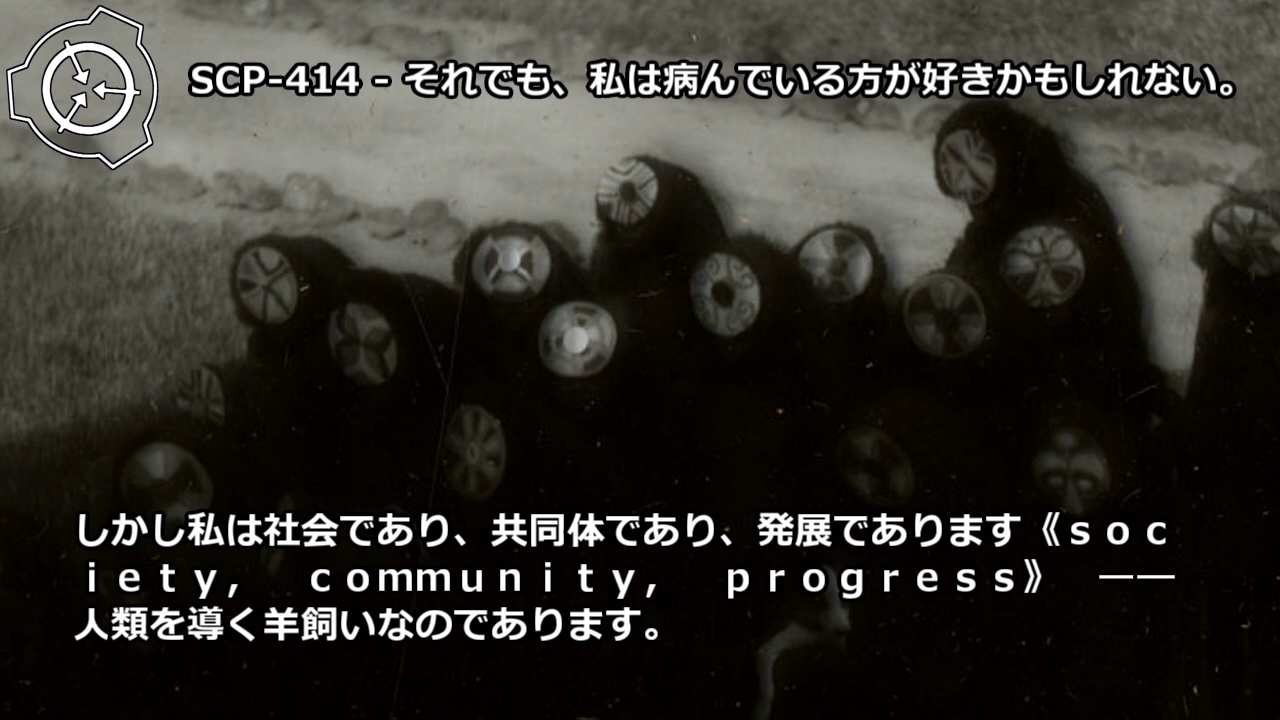 SCP-414 - それでも、私は病んでいる方が好きかもしれない。
しかし私は社会であり、共同体であり、発展であります《ｓｏｃ
ｉｅｔｙ，　ｃｏｍｍｕｎｉｔｙ，　ｐｒｏｇｒｅｓｓ》　――
人類を導く羊飼いなのであります。